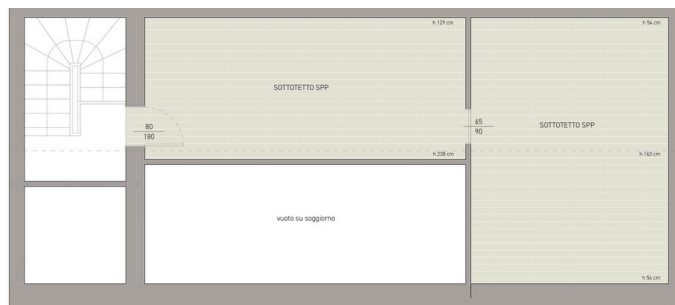 h 129 cm
h 54 cm
SOTTOTETTO SPP
80
180
65
90
SOTTOTETTO SPP
h 238 cm
h 163 cm
vuoto su soggiorno
h 54 cm